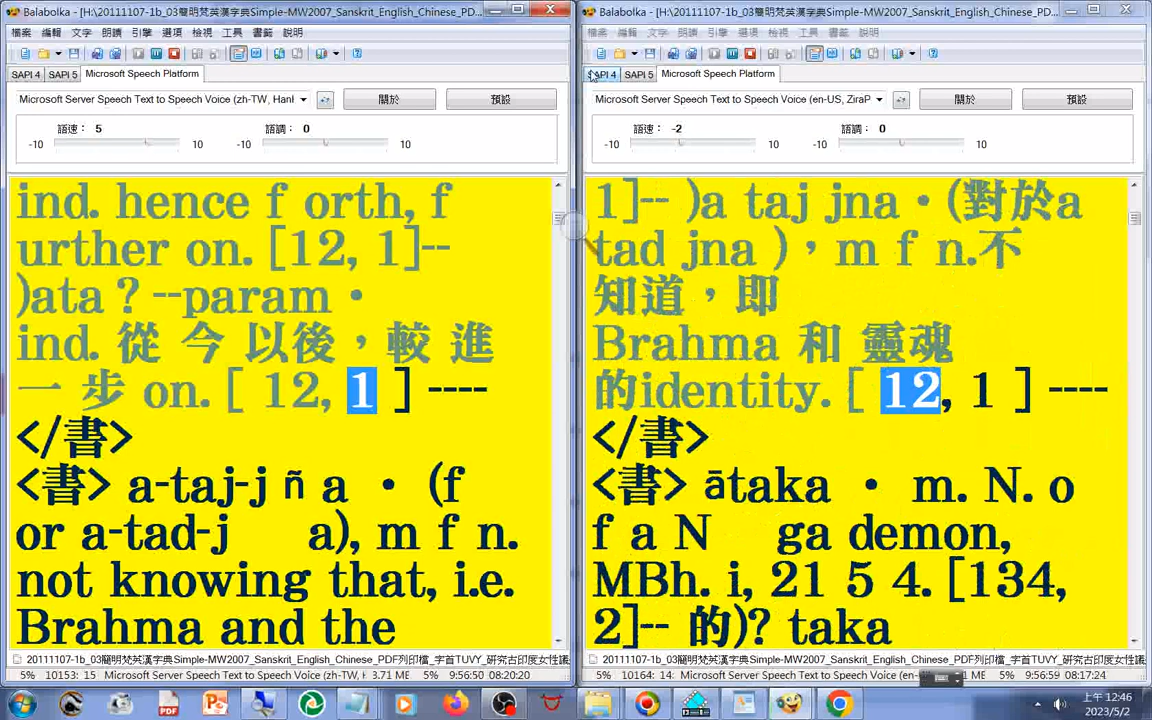 Balabolka - [H:\20111107-1b_03簡明梵英漢字典Simple-MW2007_Sanskrit_English_Chinese_PD...
檔案 編輯 文字 朗讀 引擎 選項 檢視 工具 書籤 說明
SAPI 4 SAPI 5 Microsoft Speech Platform
Microsoft Server Speech Text to Speech Voice (zh-TW, Hanl
關於 預設
語速： 5 語調： 0
-10 10 -10 10
ind. hence f orth, f
urther on. [12, 1]--
)ata？--param・
ind. 從 今 以後，較 進
一 步 on. [ 12, 1 ] ----
</書>
<書> a-taj-j ñ a ・ (f
or a-tad-j a), m f n.
not knowing that, i.e.
Brahma and the
20111107-1b_03簡明梵英漢字典Simple-MW2007_Sanskrit_English_Chinese_PDF列印檔_字首TUVY_研究古印度女性議
5% 10153: 15 Microsoft Server Speech Text to Speech Voice (zh-TW, H 3.71 ME 5% 9:56:50 08:20:20
Balabolka - [H:\20111107-1b_03簡明梵英漢字典Simple-MW2007_Sanskrit_English_Chinese_PD...
檔案 編輯 文字 朗讀 引擎 選項 檢視 工具 書籤 說明
SAPI 4 SAPI 5 Microsoft Speech Platform
Microsoft Server Speech Text to Speech Voice (en-US, ZiraP
關於 預設
語速： -2 語調： 0
-10 10 -10 10
1]-- )a taj jna・(對於a
tad jna )，m f n.不
知道，即
Brahma 和 靈魂
的identity. [ 12, 1 ] ----
</書>
<書> ātaka ・ m. N. o
f a N ga demon,
MBh. i, 21 5 4. [134,
2]-- 的)? taka
20111107-1b_03簡明梵英漢字典Simple-MW2007_Sanskrit_English_Chinese_PDF列印檔_字首TUVY_研究古印度女性議
5% 10164: 14: Microsoft Server Speech Text to Speech Voice (en-U ME 5% 9:56:59 08:17:24
上午 12:46
2023/5/2